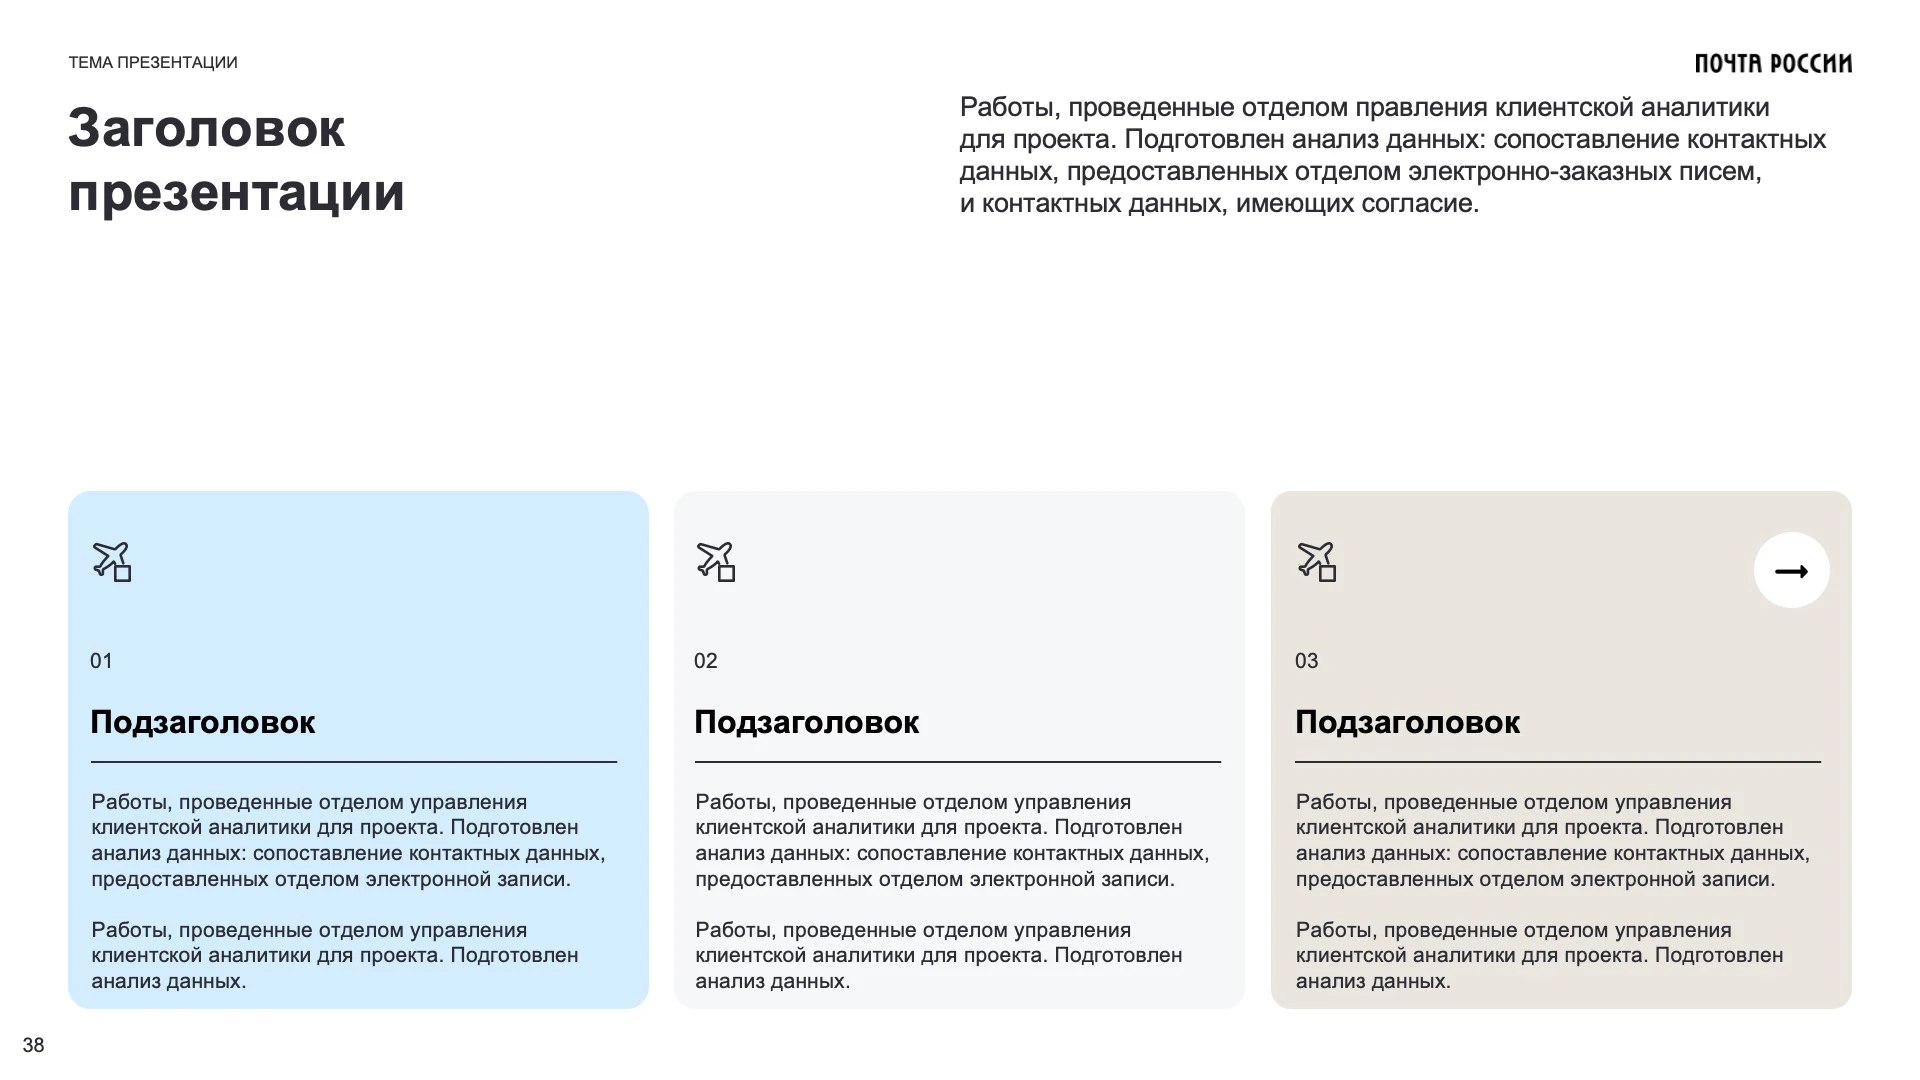 ТЕМА ПРЕЗЕНТАЦИИ
ПОЧТА РОССИИ
Заголовок
презентации
Работы, проведенные отделом правления клиентской аналитики
для проекта. Подготовлен анализ данных: сопоставление контактных
данных, предоставленных отделом электронно-заказных писем,
и контактных данных, имеющих согласие.
01
Подзаголовок
Работы, проведенные отделом управления
клиентской аналитики для проекта. Подготовлен
анализ данных: сопоставление контактных данных,
предоставленных отделом электронной записи.
Работы, проведенные отделом управления
клиентской аналитики для проекта. Подготовлен
анализ данных.
02
Подзаголовок
Работы, проведенные отделом управления
клиентской аналитики для проекта. Подготовлен
анализ данных: сопоставление контактных данных,
предоставленных отделом электронной записи.
Работы, проведенные отделом управления
клиентской аналитики для проекта. Подготовлен
анализ данных.
03
Подзаголовок
Работы, проведенные отделом управления
клиентской аналитики для проекта. Подготовлен
анализ данных: сопоставление контактных данных,
предоставленных отделом электронной записи.
Работы, проведенные отделом управления
клиентской аналитики для проекта. Подготовлен
анализ данных.
38